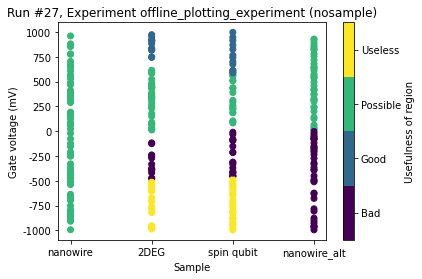 Run #27, Experiment offline_plotting_experiment (nosample)
1000
750
500
250
0
-250
-500
-750
-1000
Gate voltage (mV)
nanowire
2DEG
spin qubit
nanowire_alt
Sample
Useless
Possible
Good
Bad
Usefulness of region